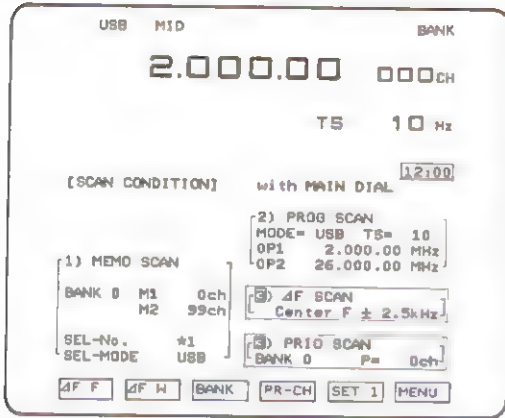 USB MID BANK
2.000.00 000CH
TS 10 Hz
12:00
[SCAN CONDITION] with MAIN DIAL
2) PROG SCAN
MODE= USB TS= 10
OP1 2.000.00 MHz
OP2 26.000.00 MHz
1) MEMO SCAN
BANK 0 M1 0ch
M2 99ch
SEL-No. *1
SEL-MODE USB
3) ΔF SCAN
Center F ± 2.5kHz
3) PRIO SCAN
BANK 0 P= 0ch
ΔF F ΔF W BANK PR-CH SET 1 MENU